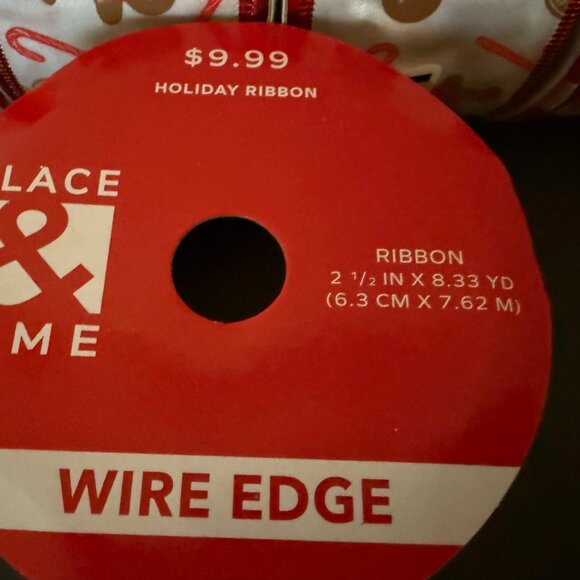 $9.99
HOLIDAY RIBBON
LACE
&
ME
RIBBON
2 1/2 IN X 8.33 YD
(6.3 CM X 7.62 M)
WIRE EDGE